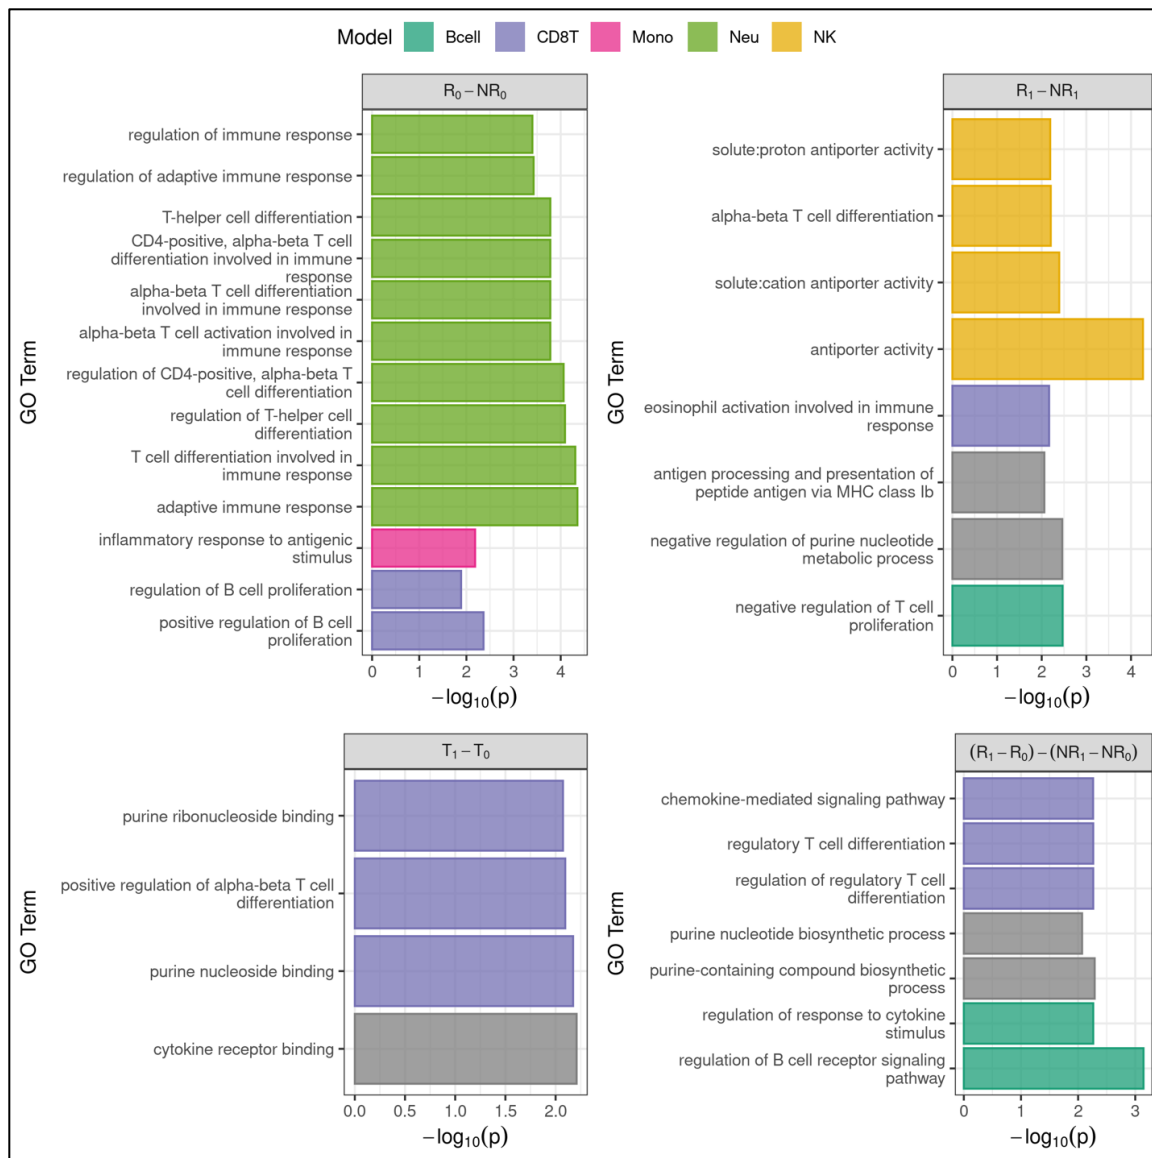 Model Bcell CD8T Mono Neu NK
R₀ − NR₀
GO Term
regulation of immune response
regulation of adaptive immune response
T-helper cell differentiation
CD4-positive, alpha-beta T cell
differentiation involved in immune
response
alpha-beta T cell differentiation
involved in immune response
alpha-beta T cell activation involved in
immune response
regulation of CD4-positive, alpha-beta T
cell differentiation
regulation of T-helper cell
differentiation
T cell differentiation involved in
immune response
adaptive immune response
inflammatory response to antigenic
stimulus
regulation of B cell proliferation
positive regulation of B cell
proliferation
0 1 2 3 4
−log₁₀(p)
R₁ − NR₁
GO Term
solute:proton antiporter activity
alpha-beta T cell differentiation
solute:cation antiporter activity
antiporter activity
eosinophil activation involved in immune
response
antigen processing and presentation of
peptide antigen via MHC class Ib
negative regulation of purine nucleotide
metabolic process
negative regulation of T cell
proliferation
0 1 2 3 4
−log₁₀(p)
T₁ − T₀
GO Term
purine ribonucleoside binding
positive regulation of alpha-beta T cell
differentiation
purine nucleoside binding
cytokine receptor binding
0.0 0.5 1.0 1.5 2.0
−log₁₀(p)
(R₁ − R₀) − (NR₁ − NR₀)
GO Term
chemokine-mediated signaling pathway
regulatory T cell differentiation
regulation of regulatory T cell
differentiation
purine nucleotide biosynthetic process
purine-containing compound biosynthetic
process
regulation of response to cytokine
stimulus
regulation of B cell receptor signaling
pathway
0 1 2 3
−log₁₀(p)